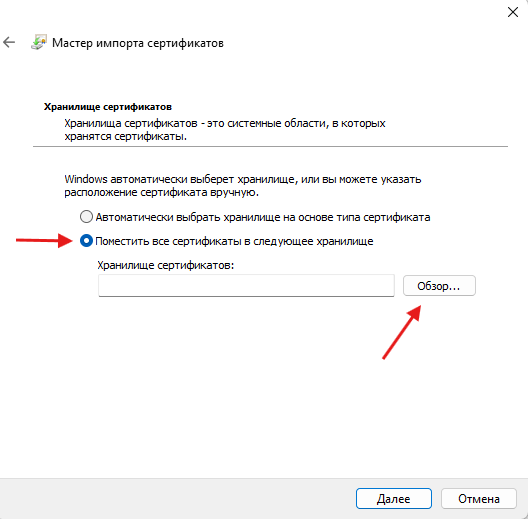 Мастер импорта сертификатов
Хранилище сертификатов
Хранилища сертификатов - это системные области, в которых
хранятся сертификаты.
Windows автоматически выберет хранилище, или вы можете указать
расположение сертификата вручную.
Автоматически выбрать хранилище на основе типа сертификата
Поместить все сертификаты в следующее хранилище
Хранилище сертификатов:
Обзор...
Далее
Отмена